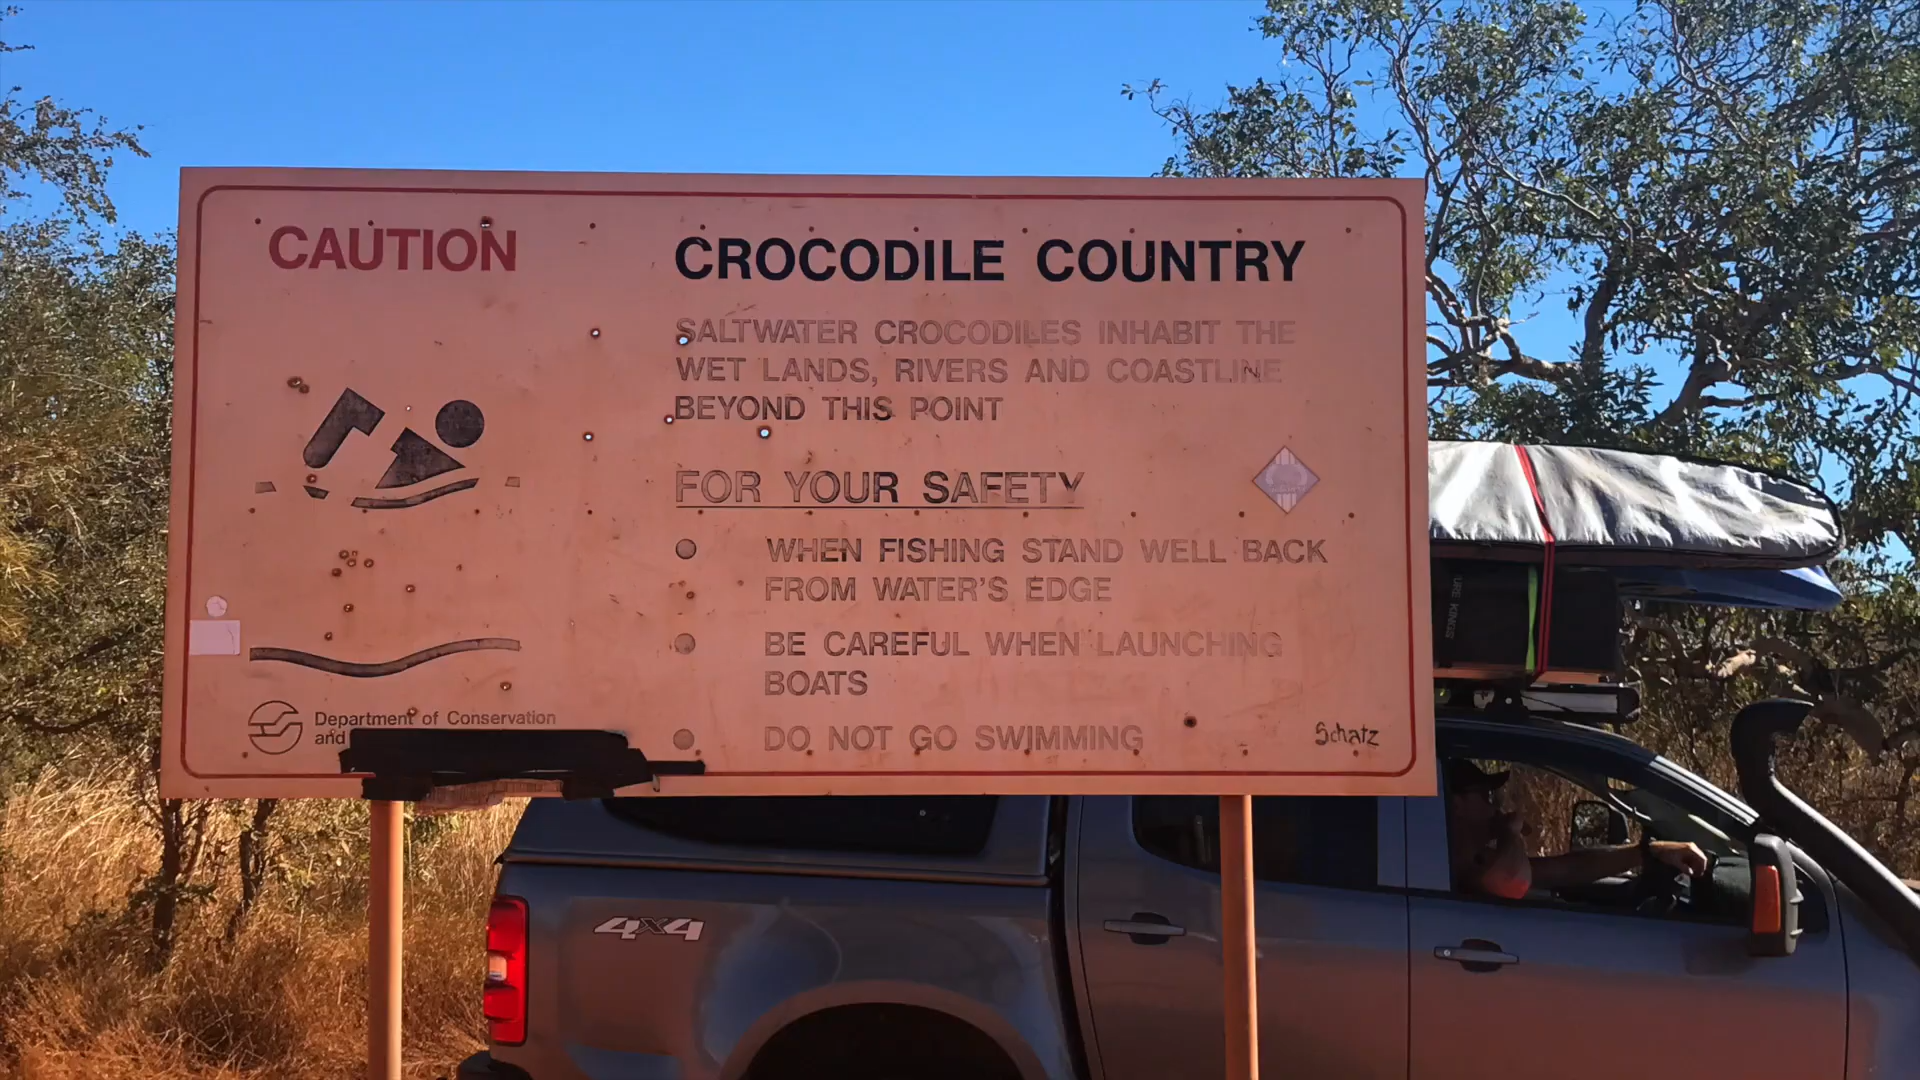 CAUTION
CROCODILE COUNTRY
SALTWATER CROCODILES INHABIT THE
WET LANDS, RIVERS AND COASTLINE
BEYOND THIS POINT
FOR YOUR SAFETY
WHEN FISHING STAND WELL BACK
FROM WATER'S EDGE
BE CAREFUL WHEN LAUNCHING
BOATS
DO NOT GO SWIMMING
Department of Conservation
and
Schatz
4x4